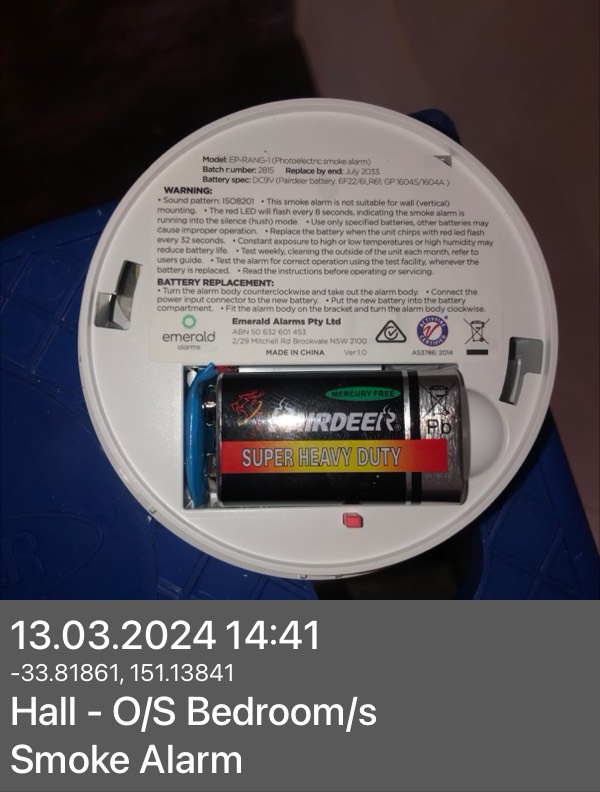 Model: EP-RANG-1 (Photoelectric smoke alarm)
Batch number: 2815 Replace by end: July 2033
Battery spec: DC9V (Pairdeer battery: 6F22/6LR61, GP 1604S/1604A )
WARNING:
• Sound pattern: ISO8201 • This smoke alarm is not suitable for wall (vertical)
mounting. • The red LED will flash every 8 seconds, indicating the smoke alarm is
running into the silence (hush) mode. • Use only specified batteries, other batteries may
cause improper operation. • Replace the battery when the unit chirps with red led flash
every 32 seconds. • Constant exposure to high or low temperatures or high humidity may
reduce battery life. • Test weekly, cleaning the outside of the unit each month, refer to
users guide. • Test the alarm for correct operation using the test facility, whenever the
battery is replaced. • Read the instructions before operating or servicing.
BATTERY REPLACEMENT:
• Turn the alarm body counterclockwise and take out the alarm body. • Connect the
power input connector to the new battery. • Put the new battery into the battery
compartment. • Fit the alarm body on the bracket and turn the alarm body clockwise.
emerald
alarms
Emerald Alarms Pty Ltd
ABN 50 632 601 453
2/29 Mitchell Rd Brookvale NSW 2100
MADE IN CHINA Ver:1.0
AS3786: 2014
MERCURY FREE
PAIRDEER
Pb
SUPER HEAVY DUTY
13.03.2024 14:41
-33.81861, 151.13841
Hall - O/S Bedroom/s
Smoke Alarm